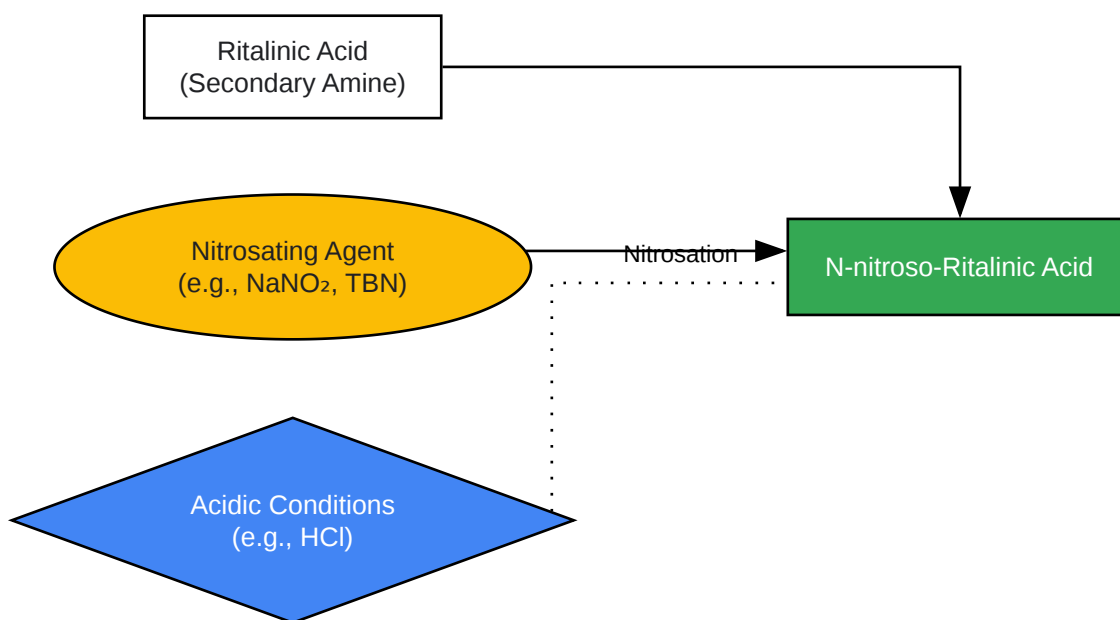 Ritalinic Acid
(Secondary Amine)
Nitrosating Agent
(e.g., NaNO₂, TBN)
Nitrosation
N-nitroso-Ritalinic Acid
Acidic Conditions
(e.g., HCl)